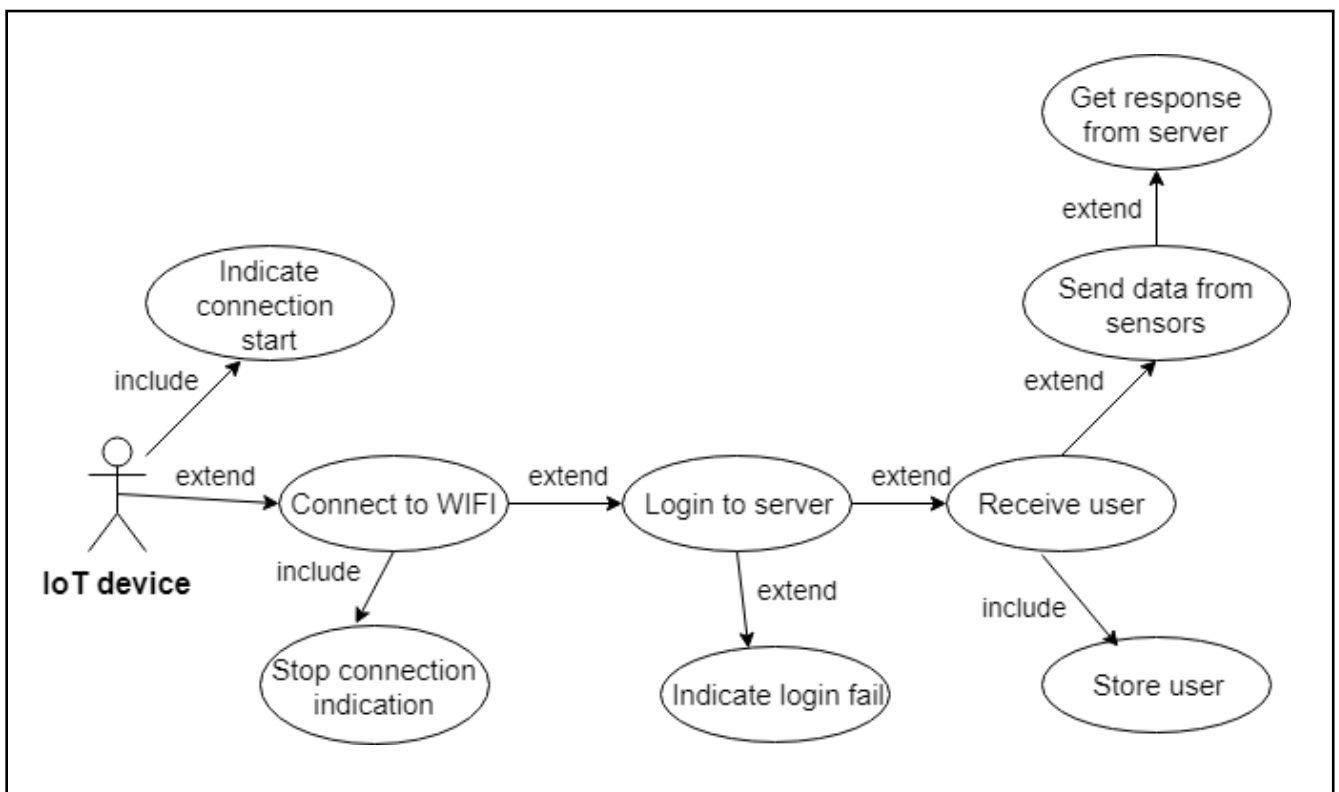 Get response
from server
extend
Send data from
sensors
Indicate
connection
start
include
extend
extend
Connect to WIFI
extend
Login to server
extend
Receive user
IoT device
include
extend
include
Stop connection
indication
Indicate login fail
Store user